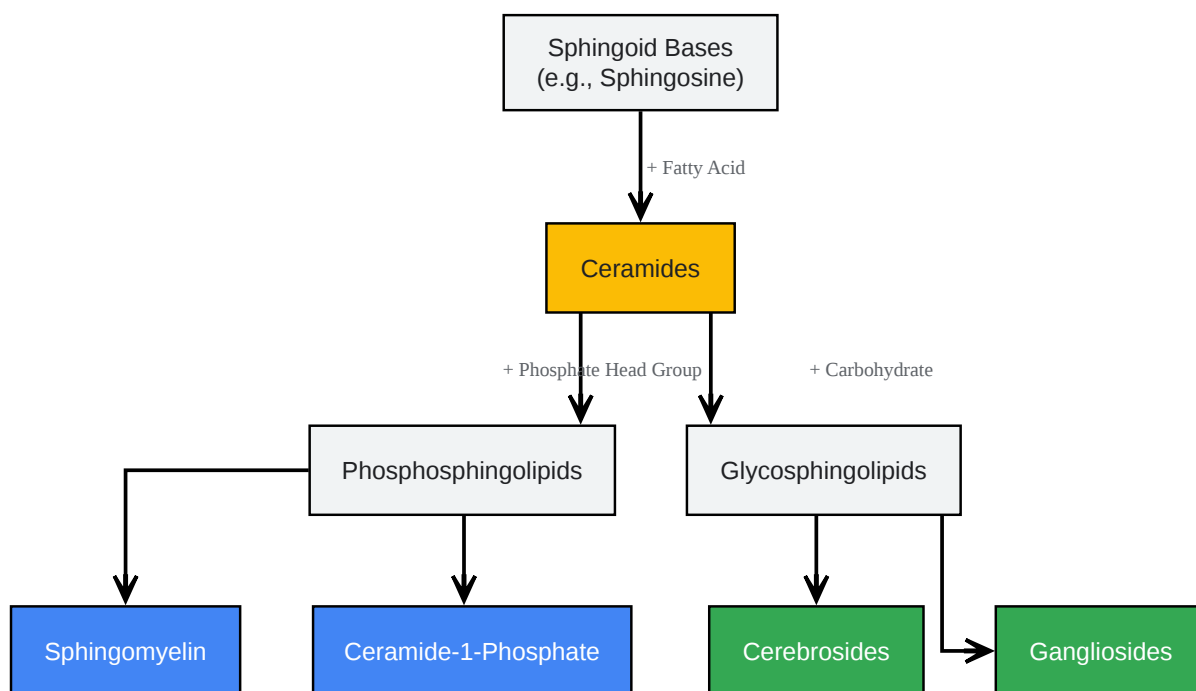 Sphingoid Bases
(e.g., Sphingosine)
+ Fatty Acid
Ceramides
+ Phosphate Head Group
+ Carbohydrate
Phosphosphingolipids
Glycosphingolipids
Sphingomyelin
Ceramide-1-Phosphate
Cerebrosides
Gangliosides